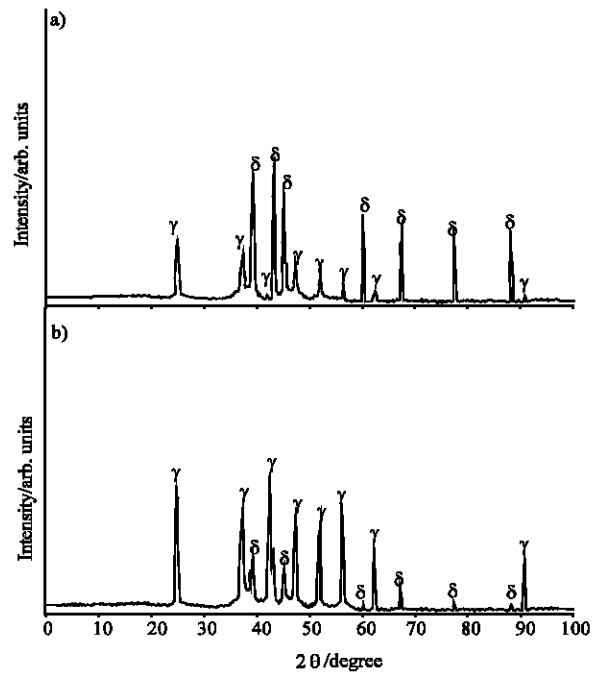 a)
Intensity/arb. units
γ γ δ γ δ δ γ γ γ δ γ δ δ δ γ
b)
Intensity/arb. units
γ γ δ γ δ γ γ γ δ γ δ δ δ γ
0 10 20 30 40 50 60 70 80 90 100
2 θ /degree